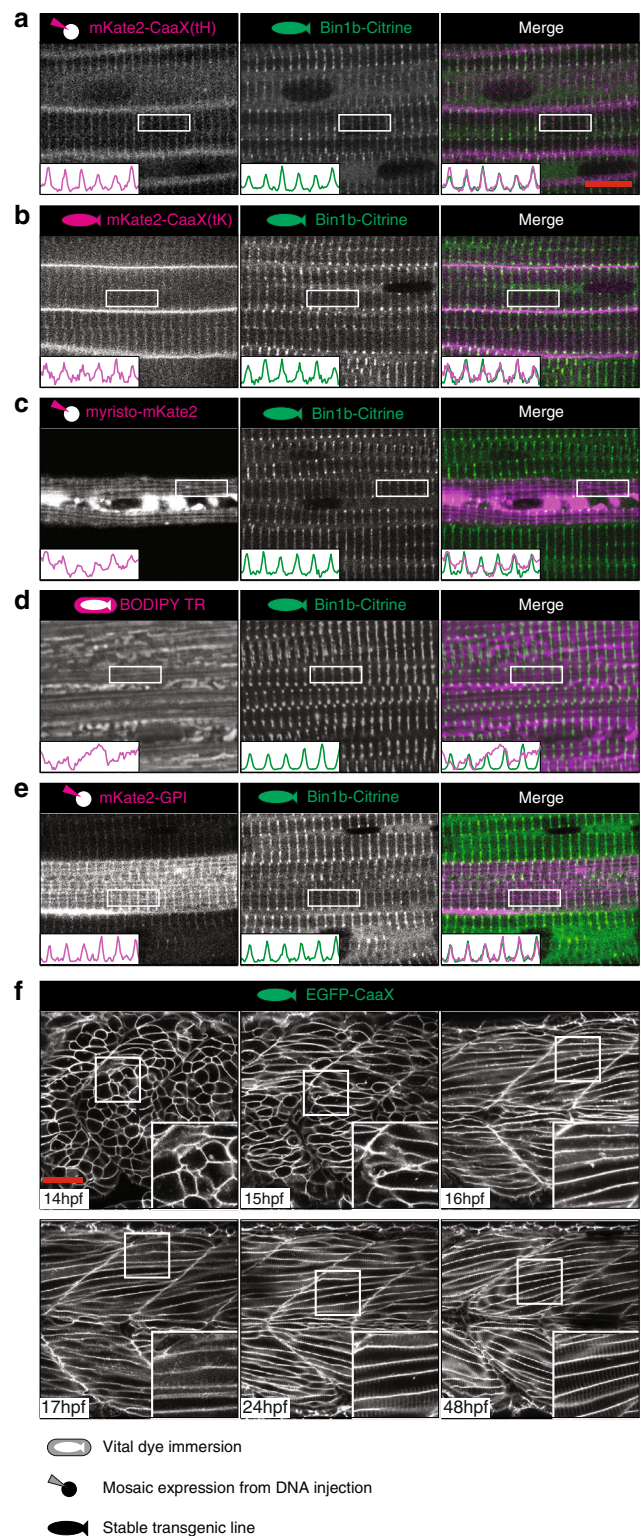 a
mKate2-CaaX(tH) Bin1b-Citrine Merge
b
mKate2-CaaX(tK) Bin1b-Citrine Merge
c
myristo-mKate2 Bin1b-Citrine Merge
d
BODIPY TR Bin1b-Citrine Merge
e
mKate2-GPI Bin1b-Citrine Merge
f
EGFP-CaaX
14hpf 15hpf 16hpf
17hpf 24hpf 48hpf
Vital dye immersion
Mosaic expression from DNA injection
Stable transgenic line